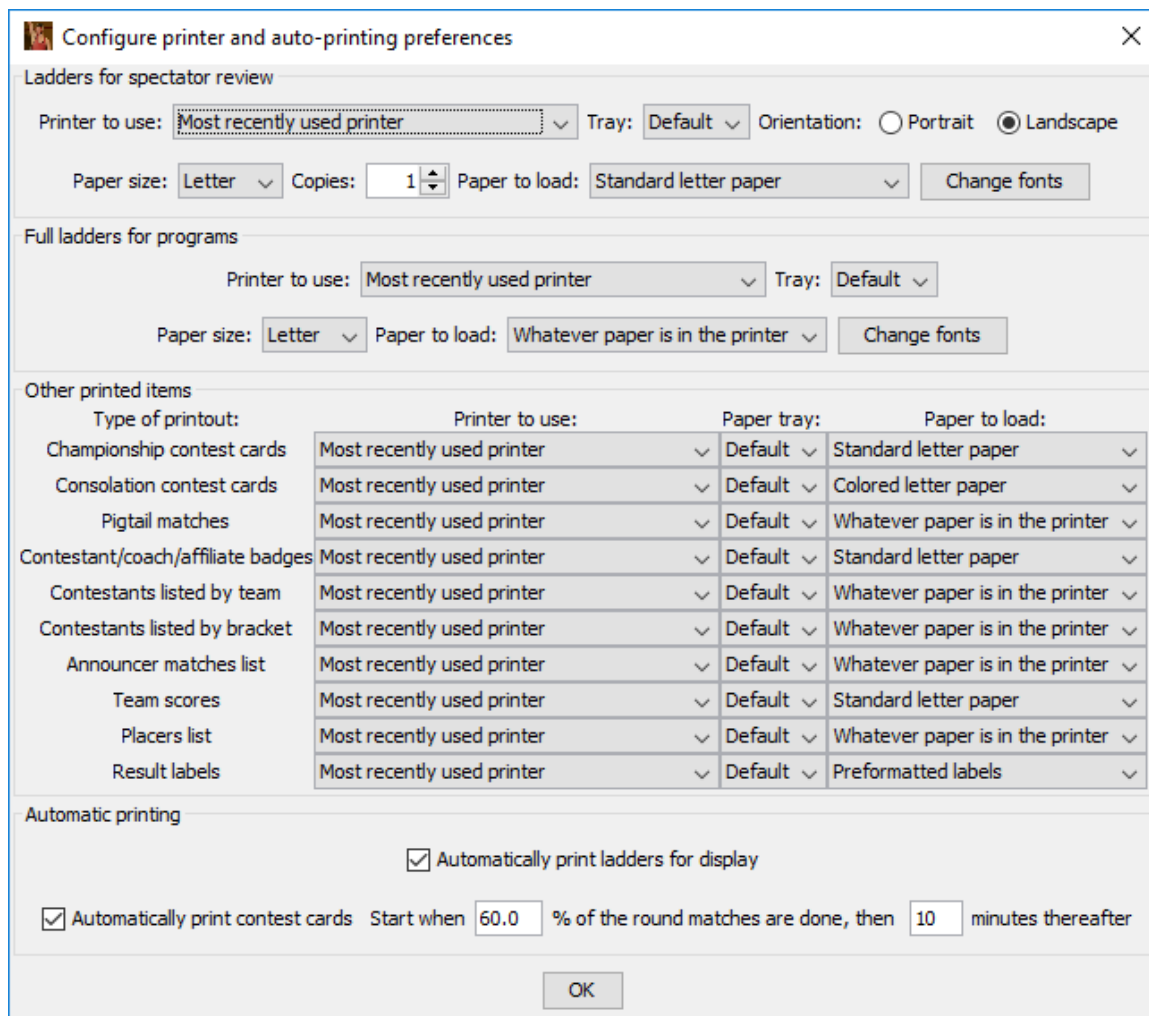 Configure printer and auto-printing preferences
Ladders for spectator review
Printer to use: Most recently used printer Tray: Default Orientation: Portrait Landscape
Paper size: Letter Copies: 1 Paper to load: Standard letter paper Change fonts
Full ladders for programs
Printer to use: Most recently used printer Tray: Default
Paper size: Letter Paper to load: Whatever paper is in the printer Change fonts
Other printed items
Type of printout: Printer to use: Paper tray: Paper to load:
Championship contest cards Most recently used printer Default Standard letter paper
Consolation contest cards Most recently used printer Default Colored letter paper
Pigtail matches Most recently used printer Default Whatever paper is in the printer
Contestant/coach/affiliate badges Most recently used printer Default Standard letter paper
Contestants listed by team Most recently used printer Default Whatever paper is in the printer
Contestants listed by bracket Most recently used printer Default Whatever paper is in the printer
Announcer matches list Most recently used printer Default Whatever paper is in the printer
Team scores Most recently used printer Default Standard letter paper
Placers list Most recently used printer Default Whatever paper is in the printer
Result labels Most recently used printer Default Preformatted labels
Automatic printing
Automatically print ladders for display
Automatically print contest cards Start when 60.0 % of the round matches are done, then 10 minutes thereafter
OK